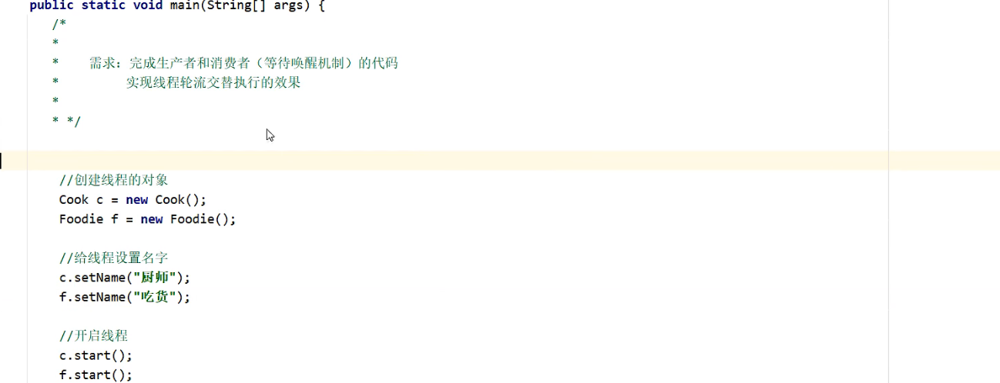 public static void main(String[] args) {
/*
*
* 需求：完成生产者和消费者（等待唤醒机制）的代码
* 实现线程轮流交替执行的效果
*
* */
//创建线程的对象
Cook c = new Cook();
Foodie f = new Foodie();
//给线程设置名字
c.setName("厨师");
f.setName("吃货");
//开启线程
c.start();
f.start();